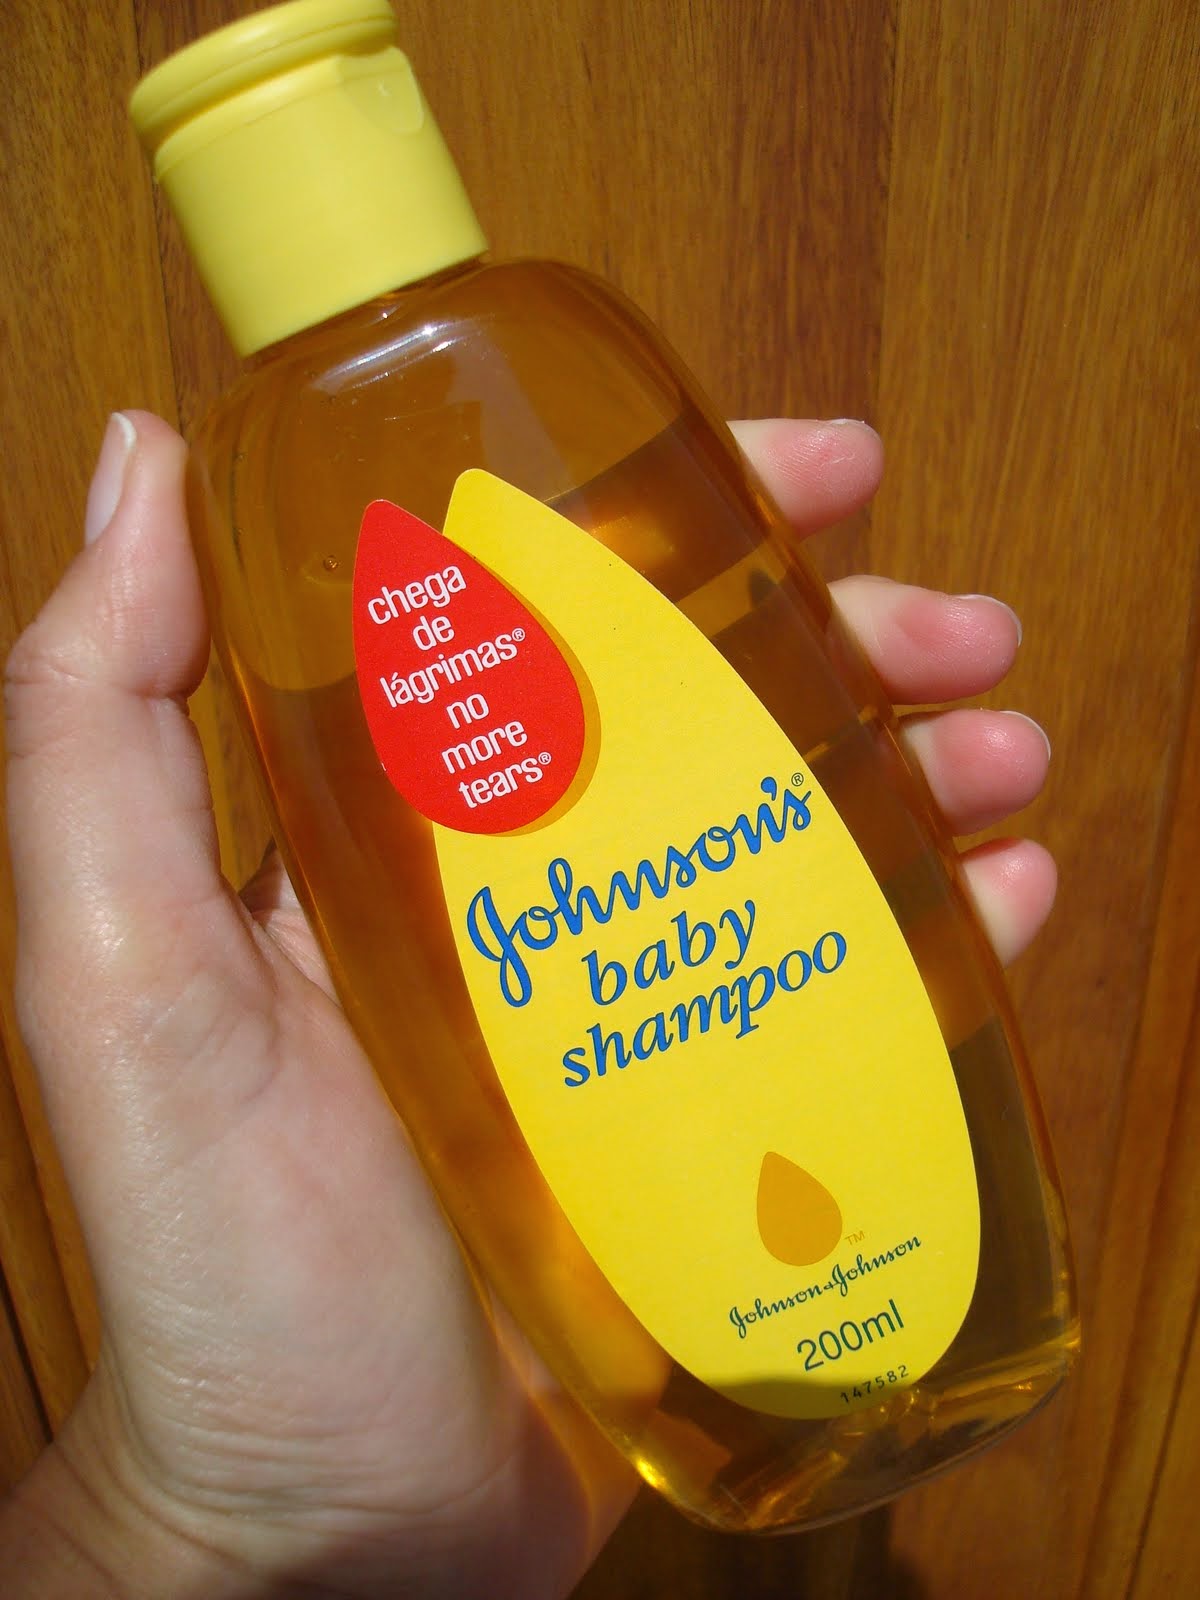 chega
de
lágrimas®
no
more
tears®
Johnson's®
baby
shampoo
TM
Johnson & Johnson
200ml
147582